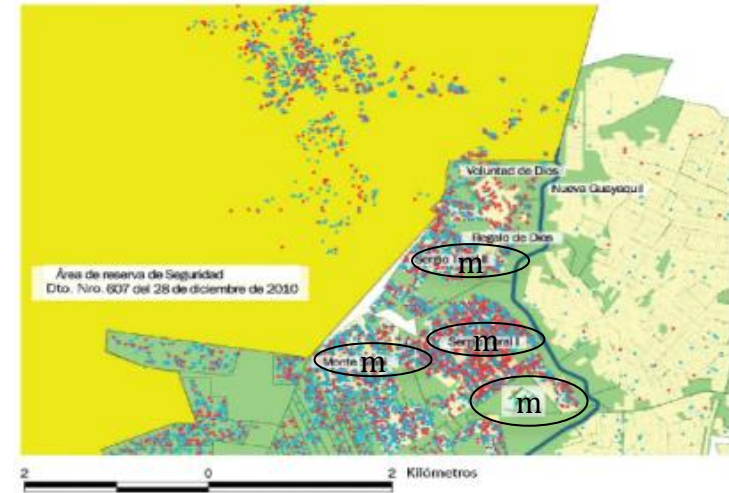 Voluntad de Dios
Nueva Guayaquil
Regalo de Dios
Sergio
m
Área de reserva de Seguridad
Dto. Nro. 607 del 28 de diciembre de 2010
m
Monte
m
m
2 0 2 Kilómetros